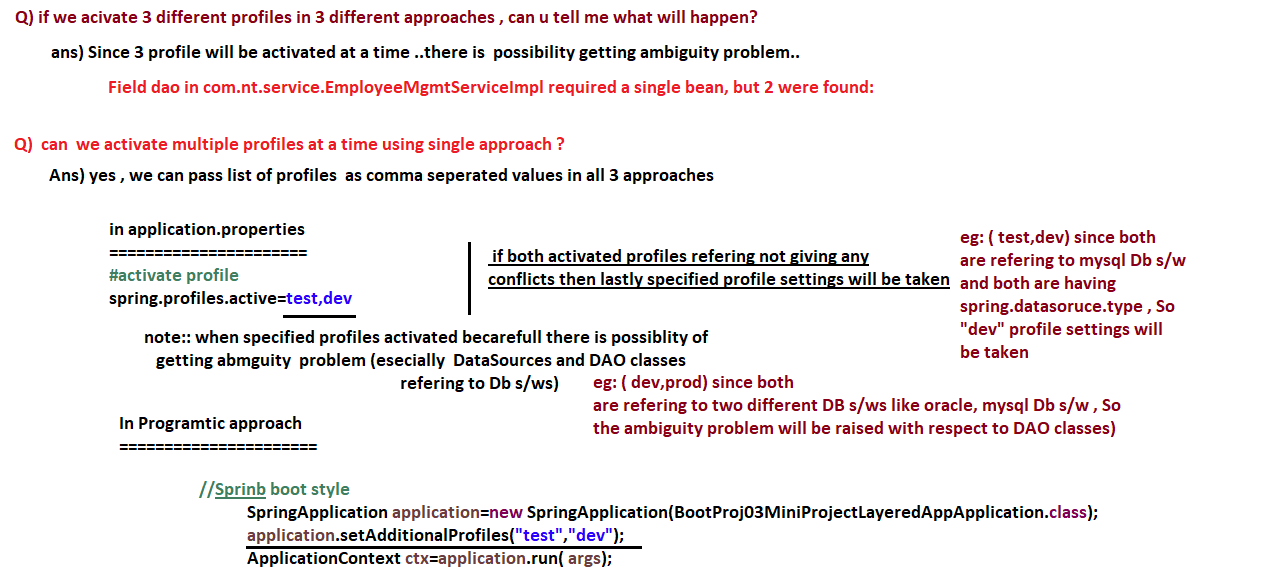 Q) if we acivate 3 different profiles in 3 different approaches , can u tell me what will happen?
ans) Since 3 profile will be activated at a time ..there is possibility getting ambiguity problem..
Field dao in com.nt.service.EmployeeMgmtServiceImpl required a single bean, but 2 were found:
Q) can we activate multiple profiles at a time using single approach ?
Ans) yes , we can pass list of profiles as comma seperated values in all 3 approaches
in application.properties
======================
#activate profile
spring.profiles.active=test,dev
if both activated profiles refering not giving any
conflicts then lastly specified profile settings will be taken
eg: ( test,dev) since both
are refering to mysql Db s/w
and both are having
spring.datasoruce.type , So
"dev" profile settings will
be taken
note:: when specified profiles activated becarefull there is possiblity of
getting abmguity problem (esecially DataSources and DAO classes
refering to Db s/ws)
eg: ( dev,prod) since both
are refering to two different DB s/ws like oracle, mysql Db s/w , So
the ambiguity problem will be raised with respect to DAO classes)
In Programtic approach
======================
//Sprinb boot style
SpringApplication application=new SpringApplication(BootProj03MiniProjectLayeredAppApplication.class);
application.setAdditionalProfiles("test","dev");
ApplicationContext ctx=application.run( args);